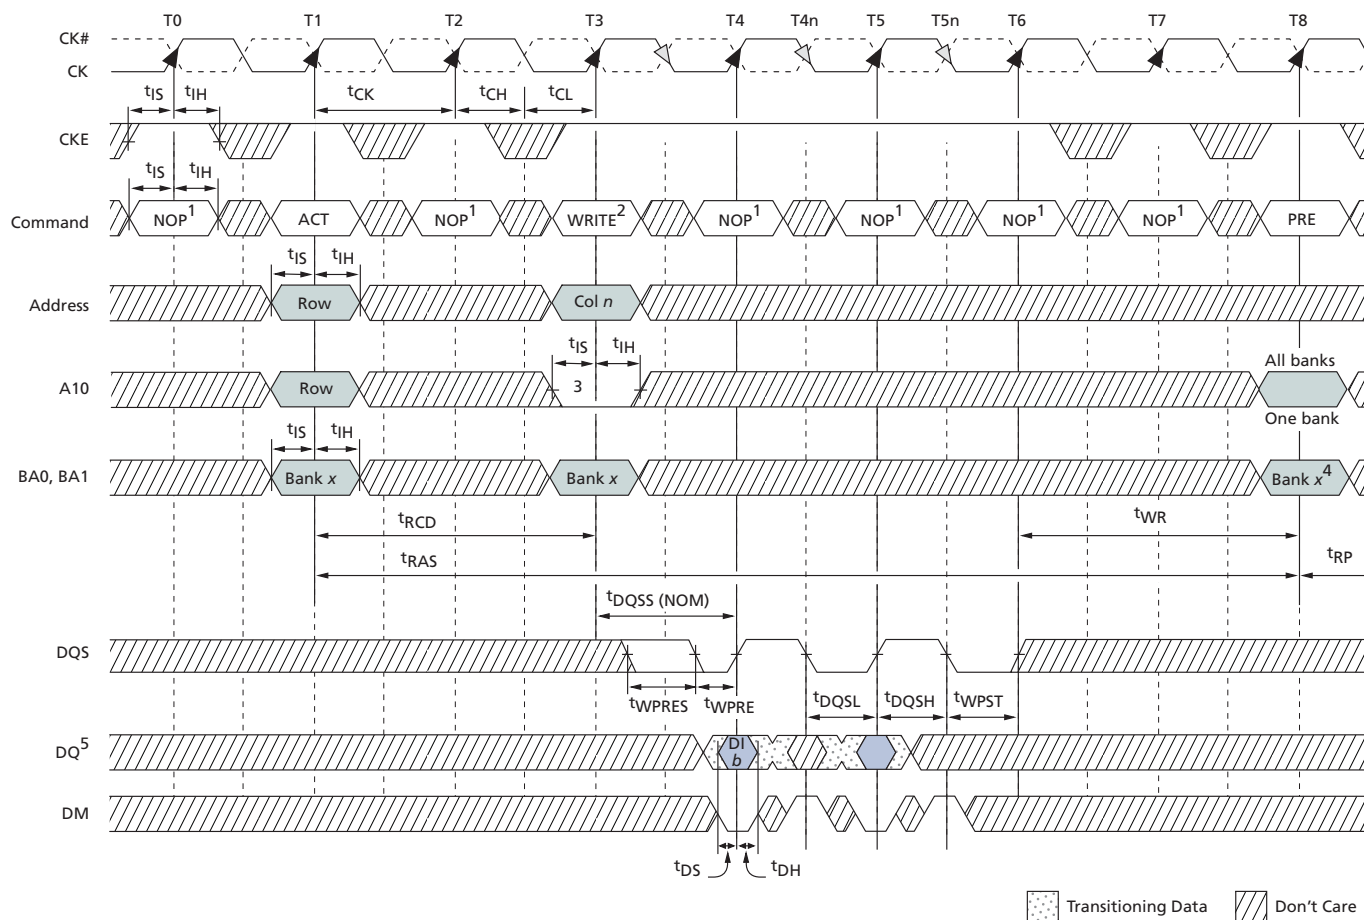 T0 T1 T2 T3 T4 T4n T5 T5n T6 T7 T8
CK#
CK
tIS tIH tCK tCH tCL
CKE
tIS tIH
Command NOP1 ACT NOP1 WRITE2 NOP1 NOP1 NOP1 NOP1 PRE
tIS tIH
Address Row Col n
tIS tIH
All banks
A10 Row 3
One bank
tIS tIH
BA0, BA1 Bank x Bank x Bank x4
tRCD tWR
tRAS tRP
tDQSS (NOM)
DQS
tWPRES tWPRE tDQSL tDQSH tWPST
DQ5 DI
b
DM
tDS tDH
Transitioning Data Don't Care